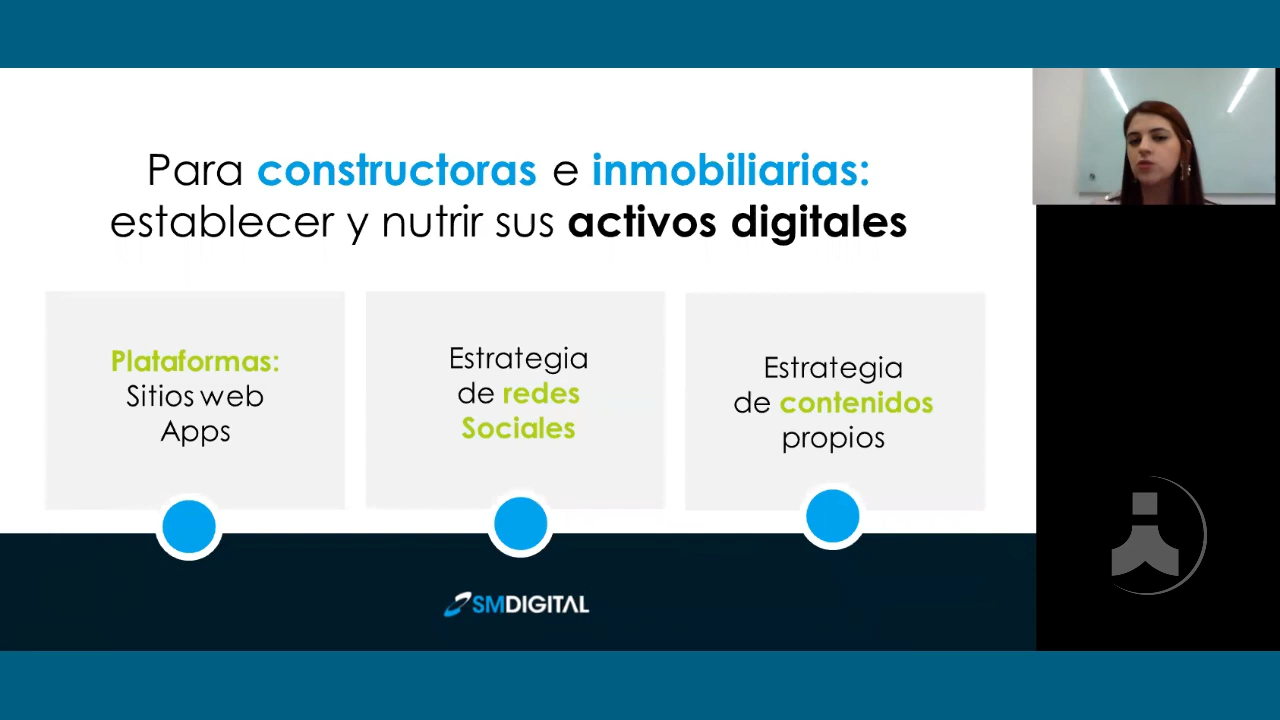 Para constructoras e inmobiliarias:
establecer y nutrir sus activos digitales
Plataformas:
Sitios web
Apps
Estrategia
de redes
Sociales
Estrategia
de contenidos
propios
SMDIGITAL